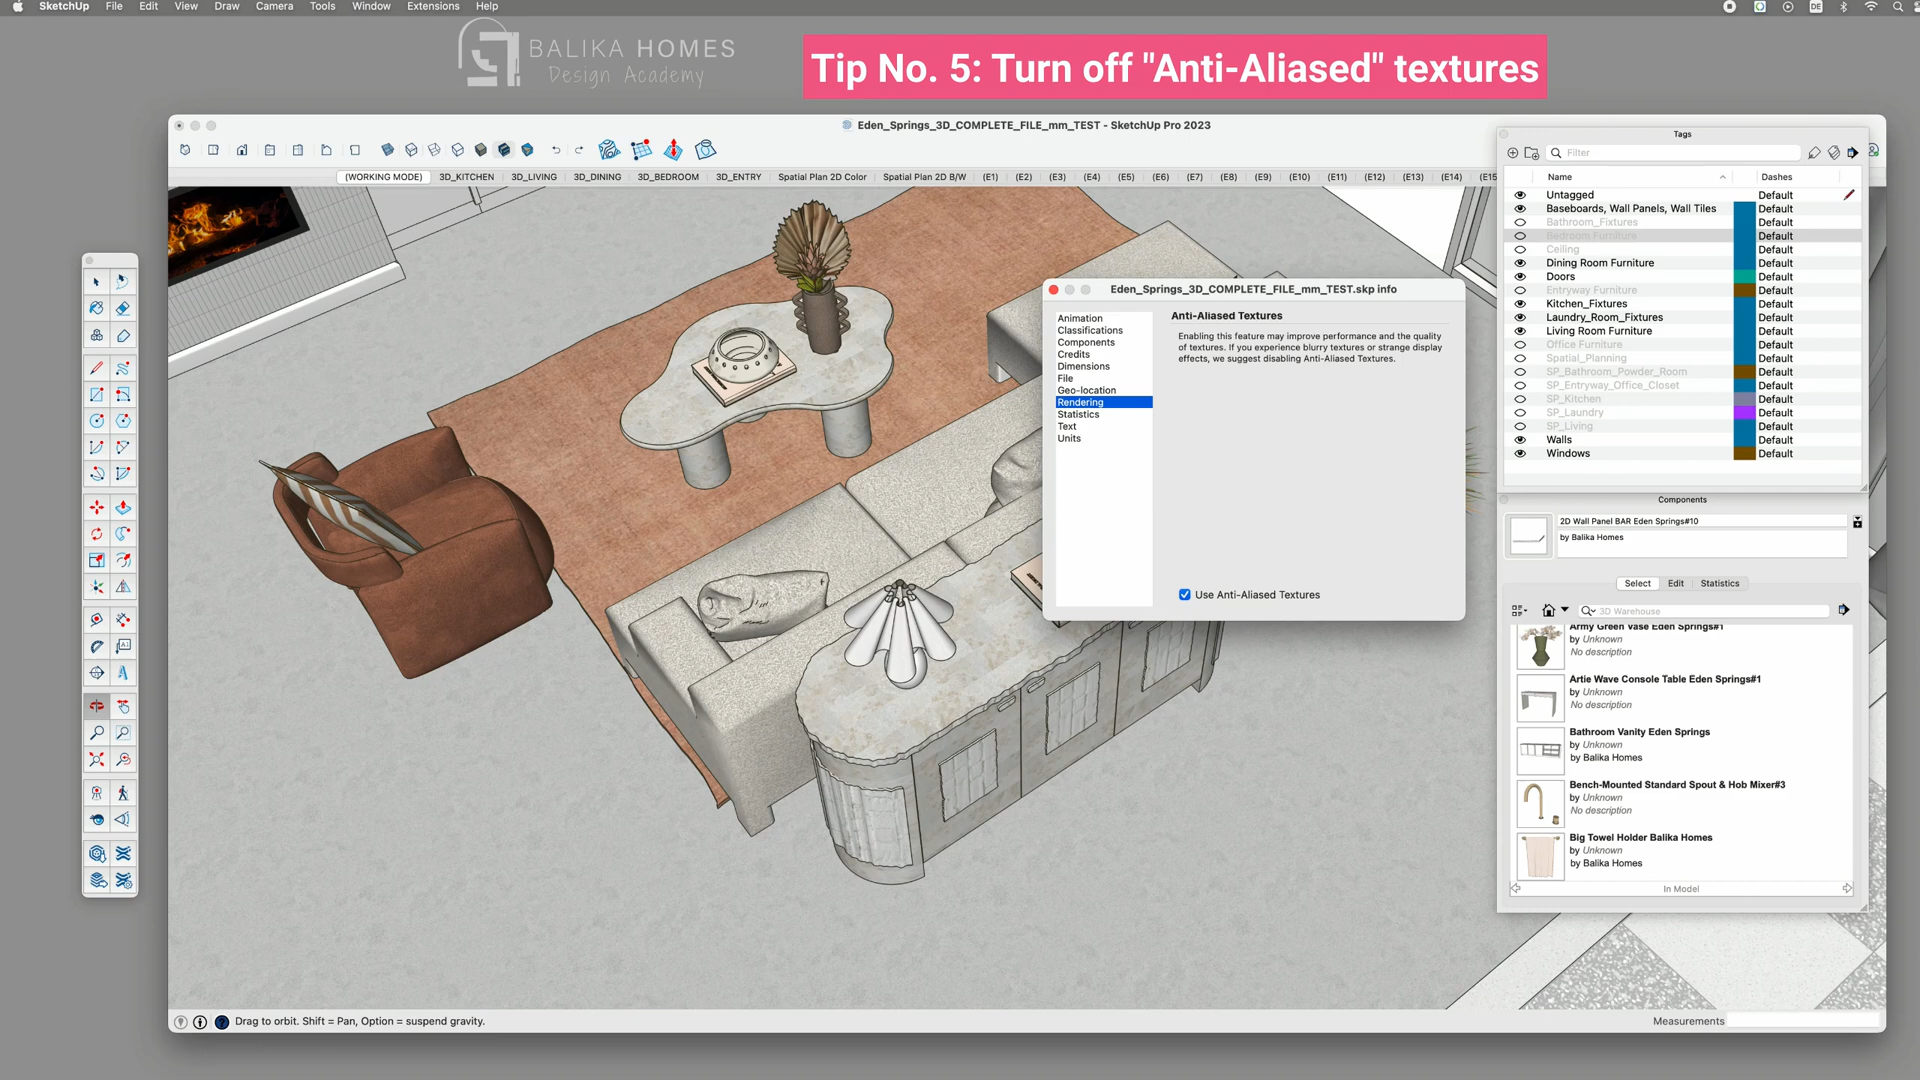 SketchUp File Edit View Draw Camera Tools Window Extensions Help
DE
BALIKA HOMES
Design Academy
Tip No. 5: Turn off "Anti-Aliased" textures
Eden_Springs_3D_COMPLETE_FILE_mm_TEST - SketchUp Pro 2023
(WORKING MODE) 3D_KITCHEN 3D_LIVING 3D_DINING 3D_BEDROOM 3D_ENTRY Spatial Plan 2D Color Spatial Plan 2D B/W (E1) (E2) (E3) (E4) (E5) (E6) (E7) (E8) (E9) (E10) (E11) (E12) (E13) (E14) (E15
Tags
Filter
Name Dashes
Untagged Default
Baseboards, Wall Panels, Wall Tiles Default
Bathroom_Fixtures Default
Bedroom Furniture Default
Ceiling Default
Dining Room Furniture Default
Doors Default
Entryway Furniture Default
Kitchen_Fixtures Default
Laundry_Room_Fixtures Default
Living Room Furniture Default
Office Furniture Default
Spatial_Planning Default
SP_Bathroom_Powder_Room Default
SP_Entryway_Office_Closet Default
SP_Kitchen Default
SP_Laundry Default
SP_Living Default
Walls Default
Windows Default
Eden_Springs_3D_COMPLETE_FILE_mm_TEST.skp info
Animation
Classifications
Components
Credits
Dimensions
File
Geo-location
Rendering
Statistics
Text
Units
Anti-Aliased Textures
Enabling this feature may improve performance and the quality
of textures. If you experience blurry textures or strange display
effects, we suggest disabling Anti-Aliased Textures.
Use Anti-Aliased Textures
Components
2D Wall Panel BAR Eden Springs#10
by Balika Homes
Select Edit Statistics
3D Warehouse
Army Green Vase Eden Springs#1
by Unknown
No description
Artie Wave Console Table Eden Springs#1
by Unknown
No description
Bathroom Vanity Eden Springs
by Unknown
by Balika Homes
Bench-Mounted Standard Spout & Hob Mixer#3
by Unknown
No description
Big Towel Holder Balika Homes
by Unknown
by Balika Homes
In Model
Drag to orbit. Shift = Pan, Option = suspend gravity.
Measurements